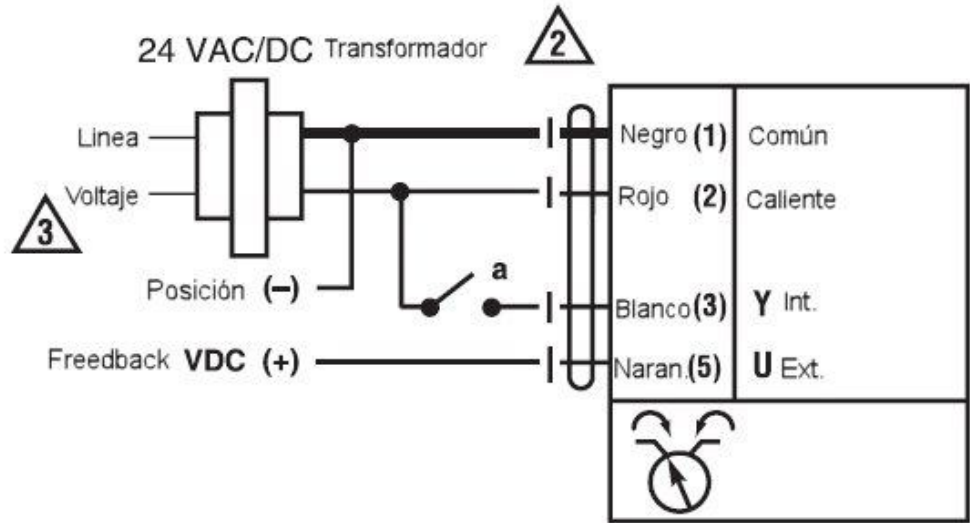 24 VAC/DC Transformador
2
Linea
Voltaje
3
Posición (–)
Freedback VDC (+)
a
Negro (1) Común
Rojo (2) Caliente
Blanco (3) Y Int.
Naran. (5) U Ext.